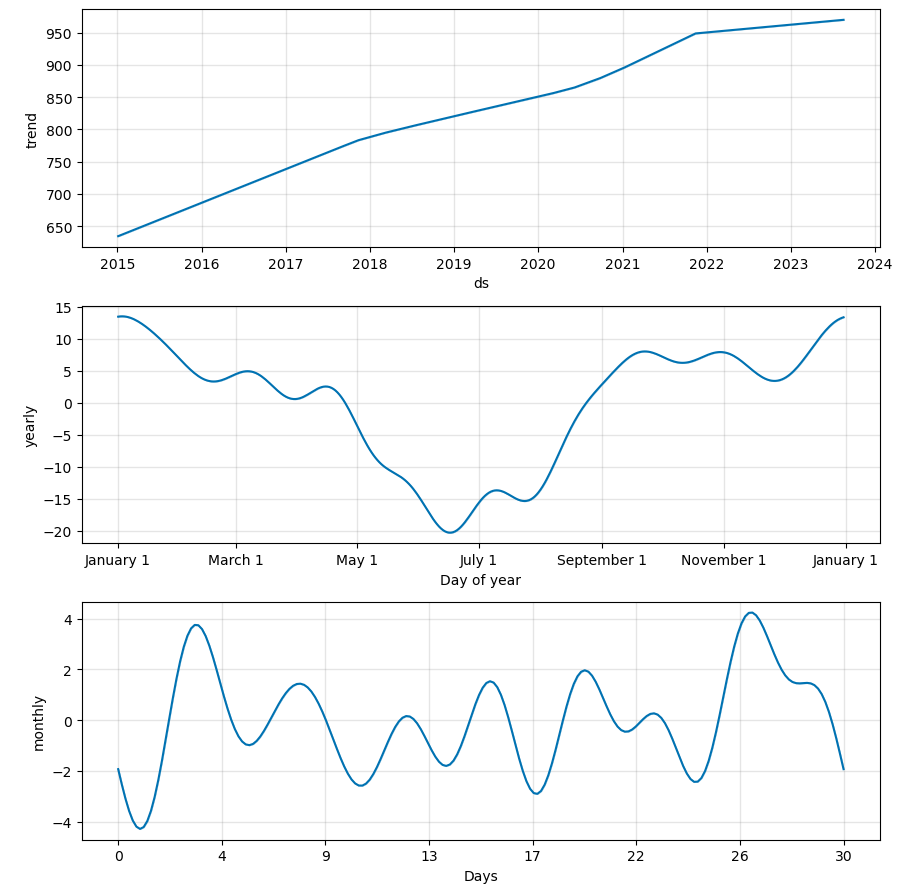 950
900
850
800
750
700
650
trend
2015 2016 2017 2018 2019 2020 2021 2022 2023 2024
ds
15
10
5
0
−5
−10
−15
−20
yearly
January 1 March 1 May 1 July 1 September 1 November 1 January 1
Day of year
4
2
0
−2
−4
monthly
0 4 9 13 17 22 26 30
Days